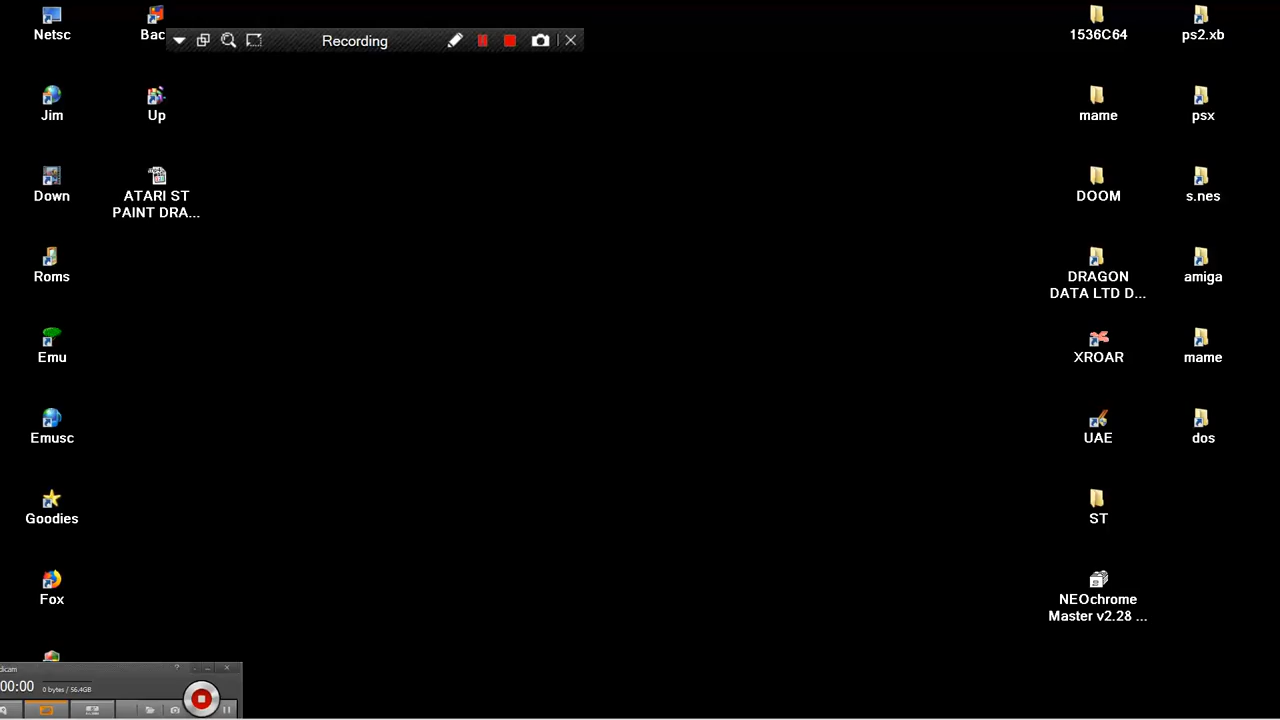 Netsc
Bac
Recording
1536C64
ps2.xb
Jim
Up
mame
psx
Down
ATARI ST
PAINT DRA...
DOOM
s.nes
Roms
DRAGON
DATA LTD D...
amiga
Emu
XROAR
mame
Emusc
UAE
dos
Goodies
ST
Fox
NEOchrome
Master v2.28 ...
dicam
00:00
0 bytes / 56.4GB